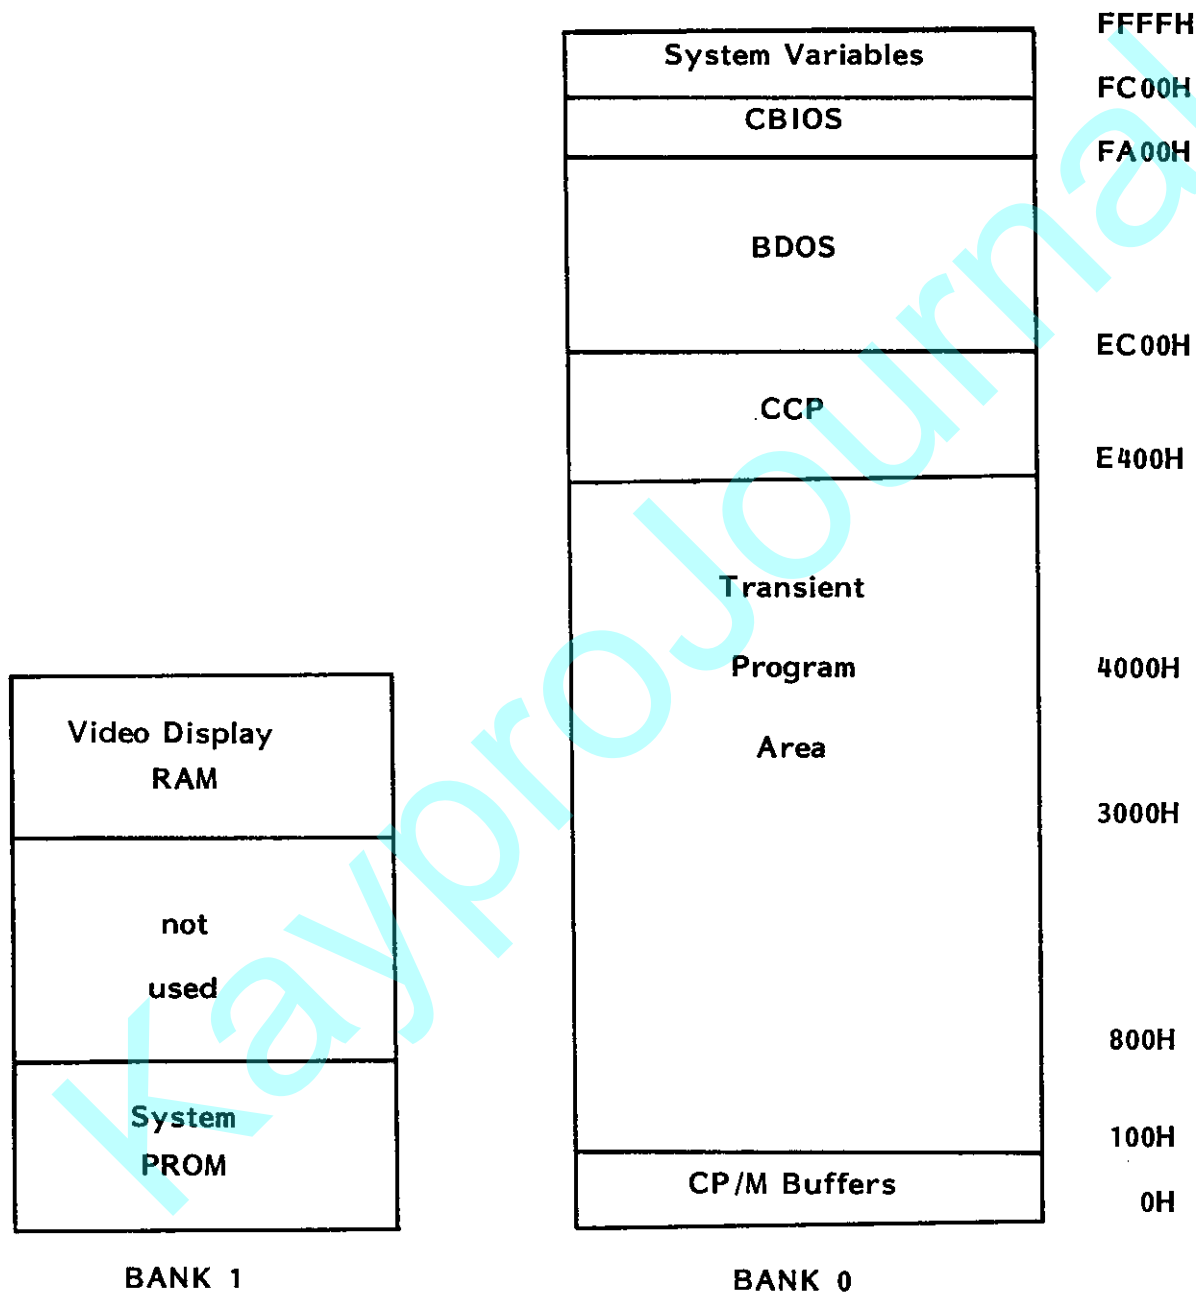 FFFFH
System Variables
FC00H
CBIOS
FA00H
BDOS
EC00H
CCP
E400H
Transient
Program
4000H
Area
3000H
800H
100H
CP/M Buffers
0H
BANK 0
Video Display
RAM
not
used
System
PROM
BANK 1
KayproJournal